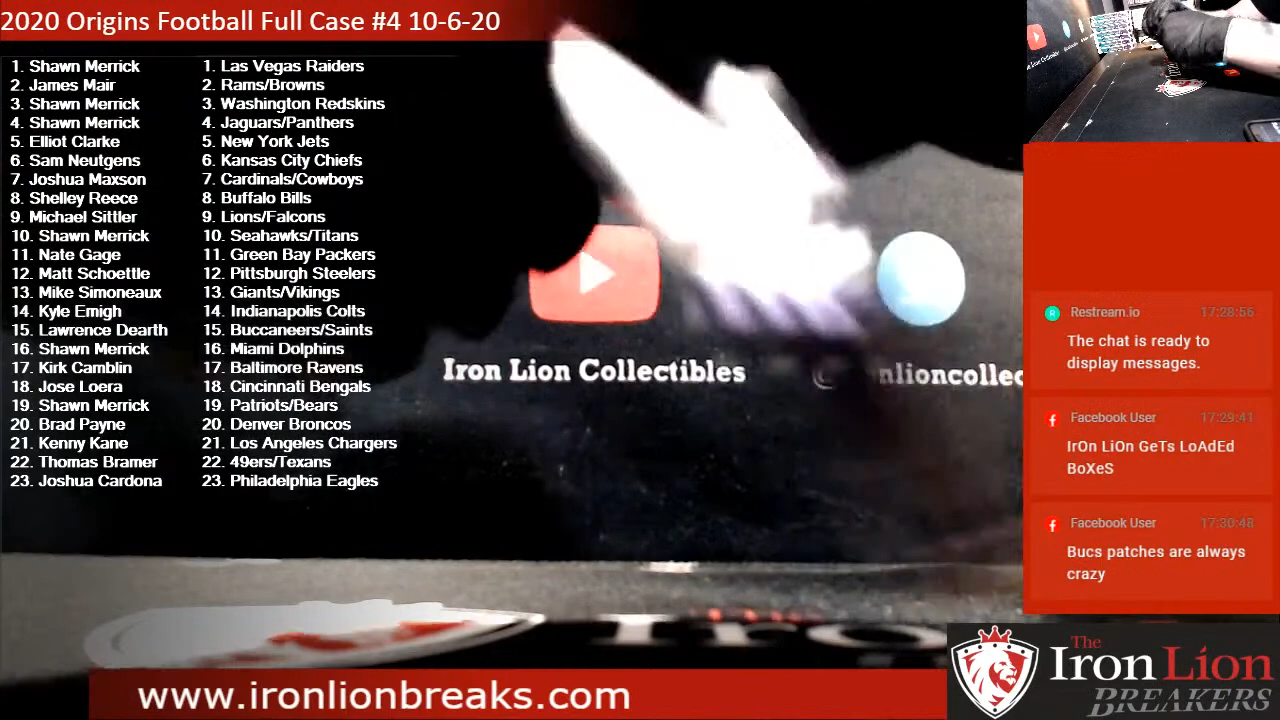 2020 Origins Football Full Case #4 10-6-20
1. Shawn Merrick
2. James Mair
3. Shawn Merrick
4. Shawn Merrick
5. Elliot Clarke
6. Sam Neutgens
7. Joshua Maxson
8. Shelley Reece
9. Michael Sittler
10. Shawn Merrick
11. Nate Gage
12. Matt Schoettle
13. Mike Simoneaux
14. Kyle Emigh
15. Lawrence Dearth
16. Shawn Merrick
17. Kirk Camblin
18. Jose Loera
19. Shawn Merrick
20. Brad Payne
21. Kenny Kane
22. Thomas Bramer
23. Joshua Cardona
1. Las Vegas Raiders
2. Rams/Browns
3. Washington Redskins
4. Jaguars/Panthers
5. New York Jets
6. Kansas City Chiefs
7. Cardinals/Cowboys
8. Buffalo Bills
9. Lions/Falcons
10. Seahawks/Titans
11. Green Bay Packers
12. Pittsburgh Steelers
13. Giants/Vikings
14. Indianapolis Colts
15. Buccaneers/Saints
16. Miami Dolphins
17. Baltimore Ravens
18. Cincinnati Bengals
19. Patriots/Bears
20. Denver Broncos
21. Los Angeles Chargers
22. 49ers/Texans
23. Philadelphia Eagles
Iron Lion Collectibles
nlioncollec
Iro
R Restream.io 17:28:56
The chat is ready to
display messages.
Facebook User 17:29:41
IrOn LiOn GeTs LoAdEd
BoXeS
Facebook User 17:30:48
Bucs patches are always
crazy
www.ironlionbreaks.com
The
Iron Lion
BREAKERS